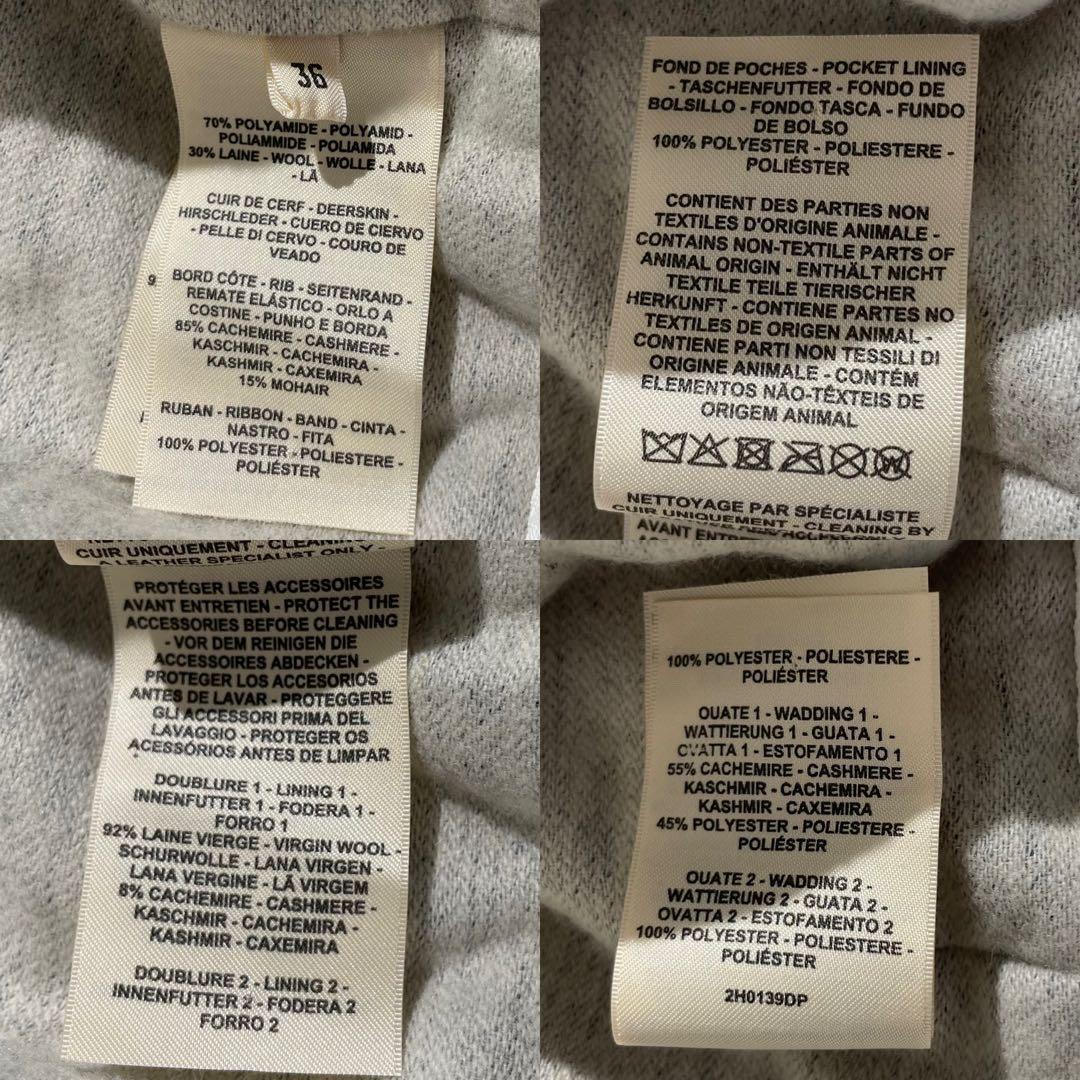 36
70% POLYAMIDE - POLYAMID -
POLIAMMIDE - POLIAMIDA
30% LAINE - WOOL - WOLLE - LANA
- LÃ
CUIR DE CERF - DEERSKIN -
HIRSCHLEDER - CUERO DE CIERVO
- PELLE DI CERVO - COURO DE
VEADO
BORD CÔTE - RIB - SEITENRAND -
REMATE ELÁSTICO - ORLO A
COSTINE - PUNHO E BORDA
85% CACHEMIRE - CASHMERE -
KASCHMIR - CACHEMIRA -
KASHMIR - CAXEMIRA
15% MOHAIR
RUBAN - RIBBON - BAND - CINTA -
NASTRO - FITA
100% POLYESTER - POLIESTERE -
POLIÉSTER
9
FOND DE POCHES - POCKET LINING
- TASCHENFUTTER - FONDO DE
BOLSILLO - FONDO TASCA - FUNDO
DE BOLSO
100% POLYESTER - POLIESTERE -
POLIÉSTER
CONTIENT DES PARTIES NON
TEXTILES D'ORIGINE ANIMALE -
CONTAINS NON-TEXTILE PARTS OF
ANIMAL ORIGIN - ENTHÄLT NICHT
TEXTILE TEILE TIERISCHER
HERKUNFT - CONTIENE PARTES NO
TEXTILES DE ORIGEN ANIMAL -
CONTIENE PARTI NON TESSILI DI
ORIGINE ANIMALE - CONTÉM
ELEMENTOS NÃO-TÊXTEIS DE
ORIGEM ANIMAL
W
NETTOYAGE PAR SPÉCIALISTE
CUIR UNIQUEMENT - CLEANING BY
AVANT
CUIR UNIQUEMENT - CLEANING
A LEATHER SPECIALIST ONLY -
PROTÉGER LES ACCESSOIRES
AVANT ENTRETIEN - PROTECT THE
ACCESSORIES BEFORE CLEANING
- VOR DEM REINIGEN DIE
ACCESSOIRES ABDECKEN -
PROTEGER LOS ACCESORIOS
ANTES DE LAVAR - PROTEGGERE
GLI ACCESSORI PRIMA DEL
LAVAGGIO - PROTEGER OS
ACESSÓRIOS ANTES DE LIMPAR
DOUBLURE 1 - LINING 1 -
INNENFUTTER 1 - FODERA 1 -
FORRO 1
92% LAINE VIERGE - VIRGIN WOOL -
SCHURWOLLE - LANA VIRGEN -
LANA VERGINE - LÃ VIRGEM
8% CACHEMIRE - CASHMERE -
KASCHMIR - CACHEMIRA -
KASHMIR - CAXEMIRA
DOUBLURE 2 - LINING 2 -
INNENFUTTER 2 - FODERA 2
FORRO 2
100% POLYESTER - POLIESTERE -
POLIÉSTER
OUATE 1 - WADDING 1 -
WATTIERUNG 1 - GUATA 1 -
OVATTA 1 - ESTOFAMENTO 1
55% CACHEMIRE - CASHMERE -
KASCHMIR - CACHEMIRA -
KASHMIR - CAXEMIRA
45% POLYESTER - POLIESTERE -
POLIÉSTER
OUATE 2 - WADDING 2 -
WATTIERUNG 2 - GUATA 2 -
OVATTA 2 - ESTOFAMENTO 2
100% POLYESTER - POLIESTERE -
POLIÉSTER
2H0139DP